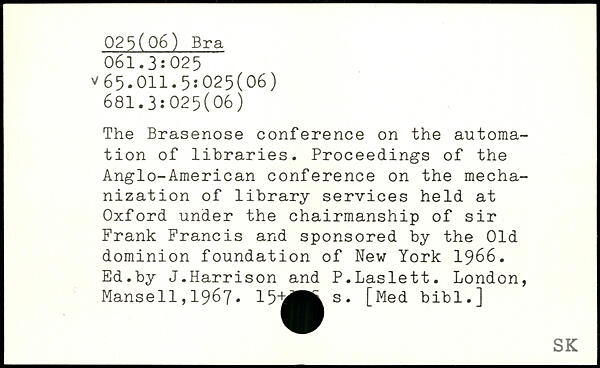 025(06) Bra
061.3:025
v 65.011.5:025(06)
681.3:025(06)
The Brasenose conference on the automa-
tion of libraries. Proceedings of the
Anglo-American conference on the mecha-
nization of library services held at
Oxford under the chairmanship of sir
Frank Francis and sponsored by the Old
dominion foundation of New York 1966.
Ed.by J.Harrison and P.Laslett. London,
Mansell,1967. 15+ s. [Med bibl.]
SK